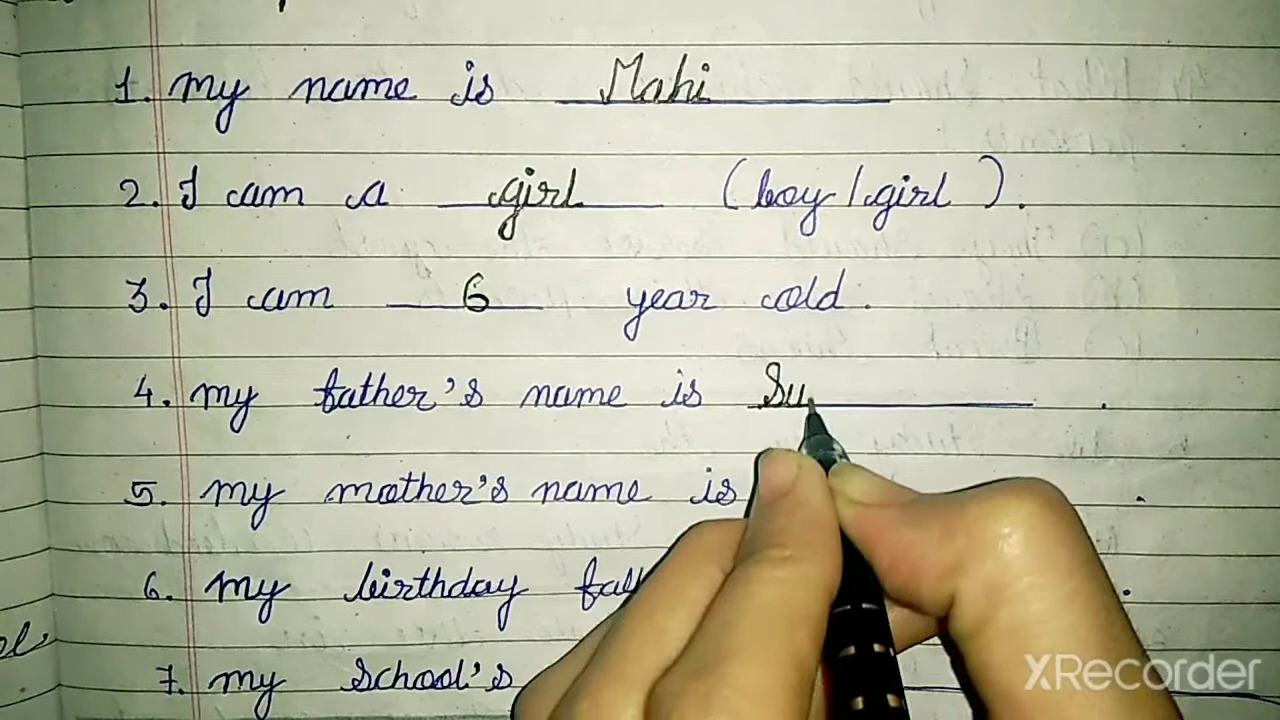 1. my name is Mahi
2. I am a girl (boy/girl).
3. I am 6 year old.
4. my father's name is Su .
5. my mother's name is .
6. my birthday .
7. my school's
XRecorder